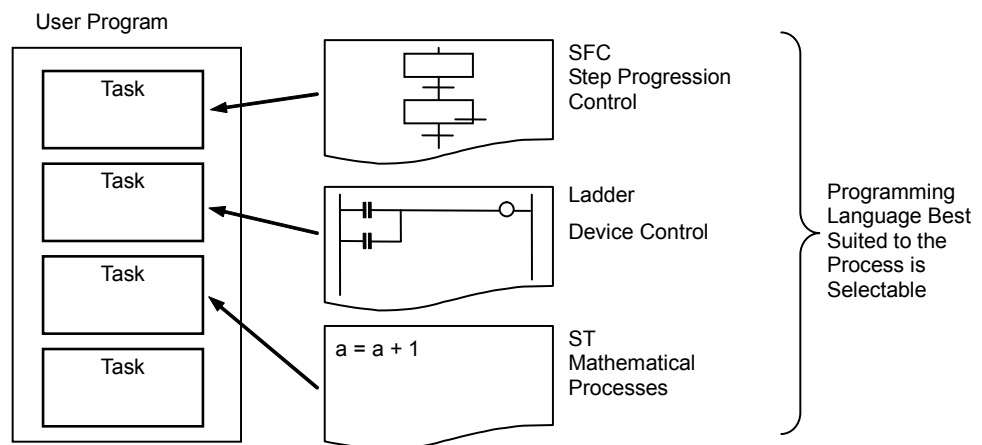 User Program
Task
Task
Task
Task
SFC
Step Progression
Control
Ladder
Device Control
a = a + 1
ST
Mathematical
Processes
Programming
Language Best
Suited to the
Process is
Selectable